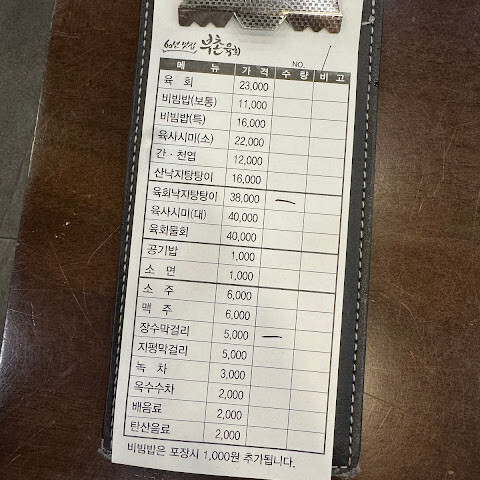 60년 맛집 부촌육회
NO.
메 뉴 가 격 수 량 비 고
육 회 23,000
비빔밥(보통) 11,000
비빔밥(특) 16,000
육사시미(소) 22,000
간 · 천엽 12,000
산낙지탕탕이 16,000
육회낙지탕탕이 38,000 一
육사시미(대) 40,000
육회물회 40,000
공기밥 1,000
소 면 1,000
소 주 6,000
맥 주 6,000
장수막걸리 5,000 一
지평막걸리 5,000
녹 차 3,000
옥수수차 2,000
배음료 2,000
탄산음료 2,000
비빔밥은 포장시 1,000원 추가됩니다.